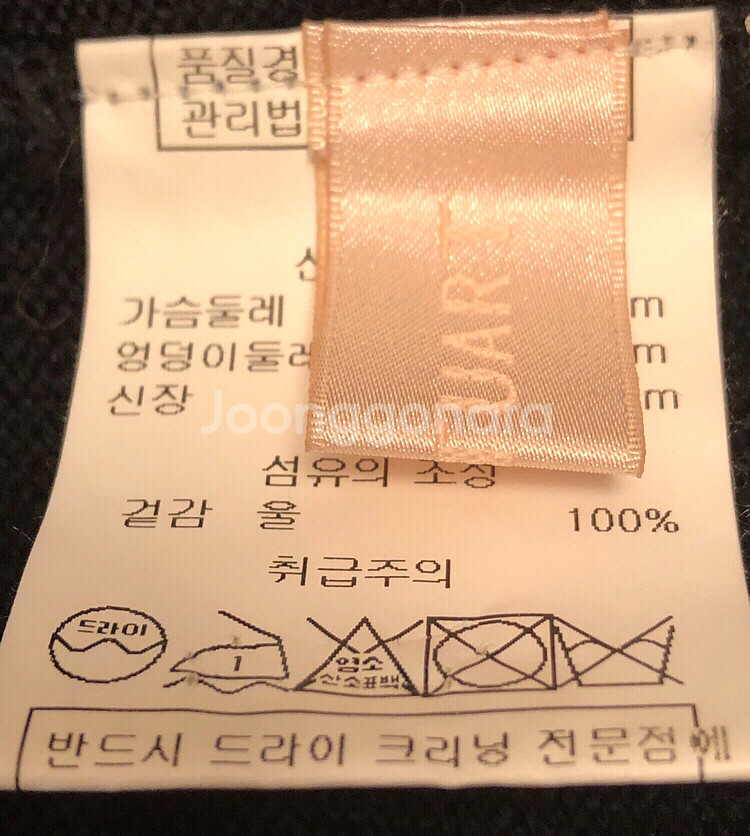 품질경
관리법
가슴둘레 m
엉덩이둘레 m
신장 m
UART
Joonggonara
섬유의 조성
겉감 울 100%
취급주의
드라이
1
염소
산소표백
반드시 드라이 크리닝 전문점에